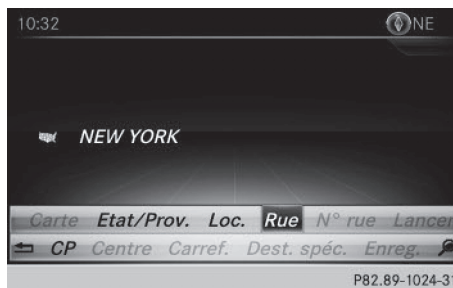 10:32 NE
NEW YORK
Carte Etat/Prov. Loc. Rue N° rue Lancer
CP Centre Carref. Dest. spéc. Enreg.
P82.89-1024-31